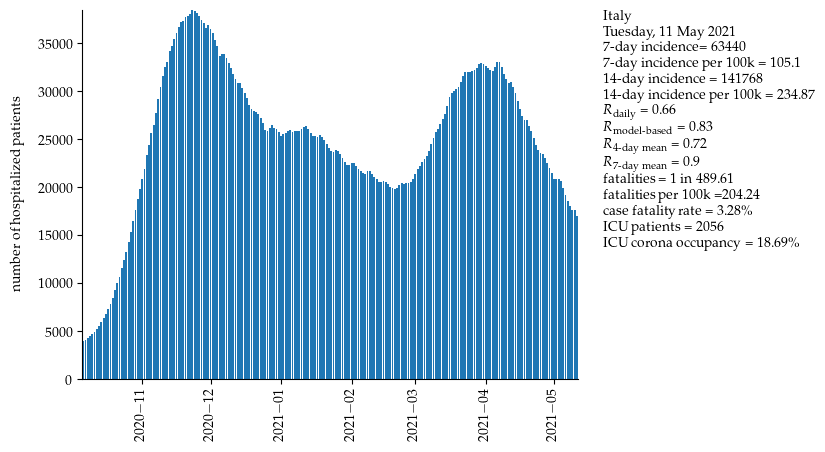 35000
30000
25000
20000
15000
10000
5000
0
number of hospitalized patients
2020−11
2020−12
2021−01
2021−02
2021−03
2021−04
2021−05
Italy
Tuesday, 11 May 2021
7-day incidence= 63440
7-day incidence per 100k = 105.1
14-day incidence = 141768
14-day incidence per 100k = 234.87
Rdaily = 0.66
Rmodel-based = 0.83
R4-day mean = 0.72
R7-day mean = 0.9
fatalities = 1 in 489.61
fatalities per 100k =204.24
case fatality rate = 3.28%
ICU patients = 2056
ICU corona occupancy = 18.69%